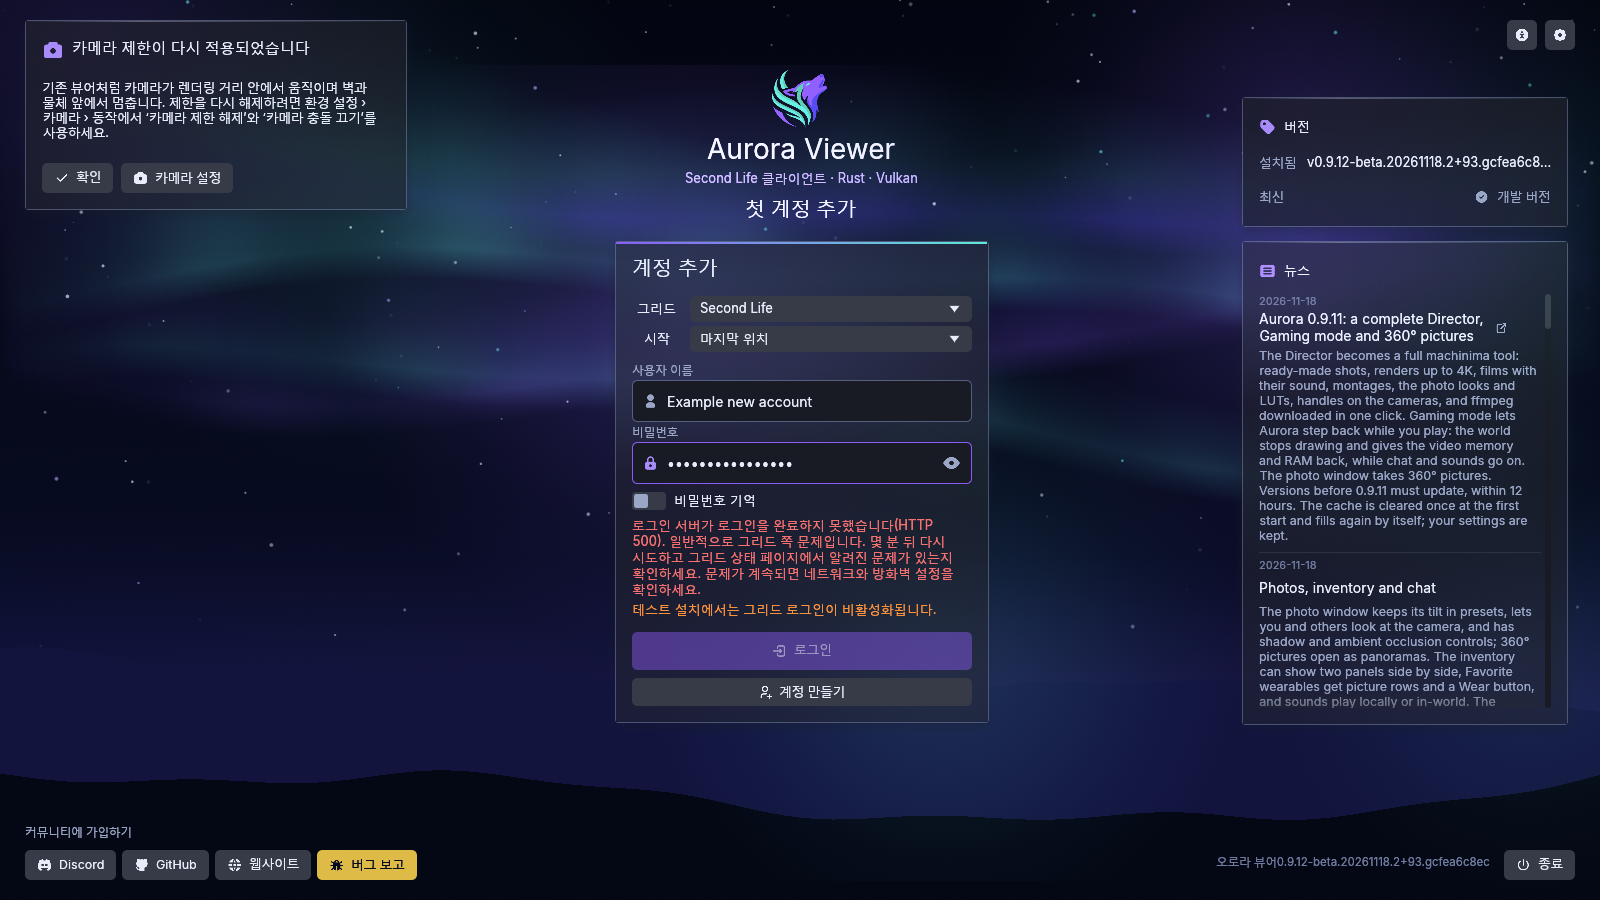 카메라 제한이 다시 적용되었습니다
기존 뷰어처럼 카메라가 렌더링 거리 안에서 움직이며 벽과
물체 앞에서 멈춥니다. 제한을 다시 해제하려면 환경 설정 ›
카메라 › 동작에서 ‘카메라 제한 해제’와 ‘카메라 충돌 끄기’를
사용하세요.
확인
카메라 설정
Aurora Viewer
Second Life 클라이언트 · Rust · Vulkan
첫 계정 추가
계정 추가
그리드 Second Life
시작 마지막 위치
사용자 이름
Example new account
비밀번호
••••••••••••••••
비밀번호 기억
로그인 서버가 로그인을 완료하지 못했습니다(HTTP
500). 일반적으로 그리드 쪽 문제입니다. 몇 분 뒤 다시
시도하고 그리드 상태 페이지에서 알려진 문제가 있는지
확인하세요. 문제가 계속되면 네트워크와 방화벽 설정을
확인하세요.
테스트 설치에서는 그리드 로그인이 비활성화됩니다.
로그인
계정 만들기
버전
설치됨 v0.9.12-beta.20261118.2+93.gcfea6c8...
최신 개발 버전
뉴스
2026-11-18
Aurora 0.9.11: a complete Director,
Gaming mode and 360° pictures
The Director becomes a full machinima tool:
ready-made shots, renders up to 4K, films with
their sound, montages, the photo looks and
LUTs, handles on the cameras, and ffmpeg
downloaded in one click. Gaming mode lets
Aurora step back while you play: the world
stops drawing and gives the video memory
and RAM back, while chat and sounds go on.
The photo window takes 360° pictures.
Versions before 0.9.11 must update, within 12
hours. The cache is cleared once at the first
start and fills again by itself; your settings are
kept.
2026-11-18
Photos, inventory and chat
The photo window keeps its tilt in presets, lets
you and others look at the camera, and has
shadow and ambient occlusion controls; 360°
pictures open as panoramas. The inventory
can show two panels side by side, Favorite
wearables get picture rows and a Wear button,
and sounds play locally or in-world. The
커뮤니티에 가입하기
Discord
GitHub
웹사이트
버그 보고
오로라 뷰어0.9.12-beta.20261118.2+93.gcfea6c8ec
종료